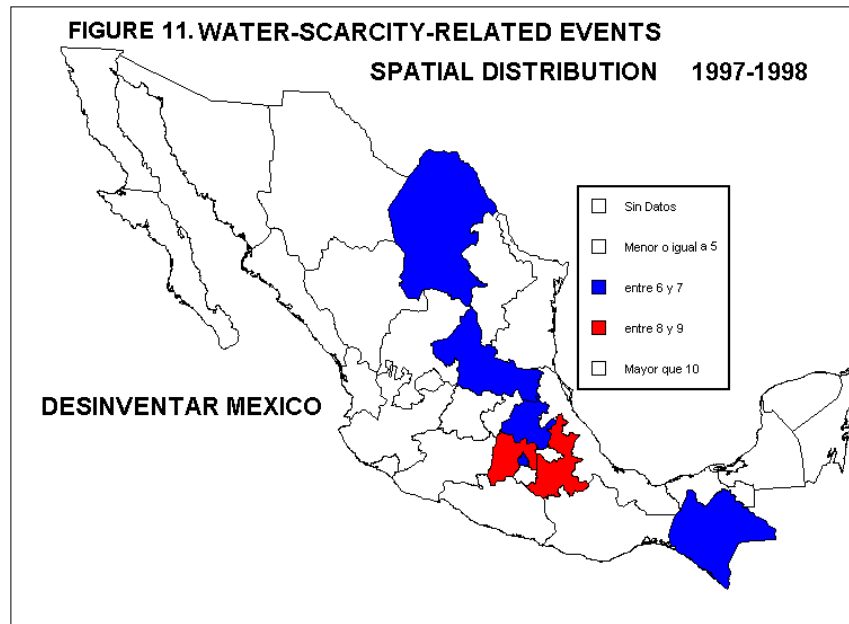 FIGURE 11. WATER-SCARCITY-RELATED EVENTS
SPATIAL DISTRIBUTION 1997-1998
Sin Datos
Menor o igual a 5
entre 6 y 7
entre 8 y 9
Mayor que 10
DESINVENTAR MEXICO